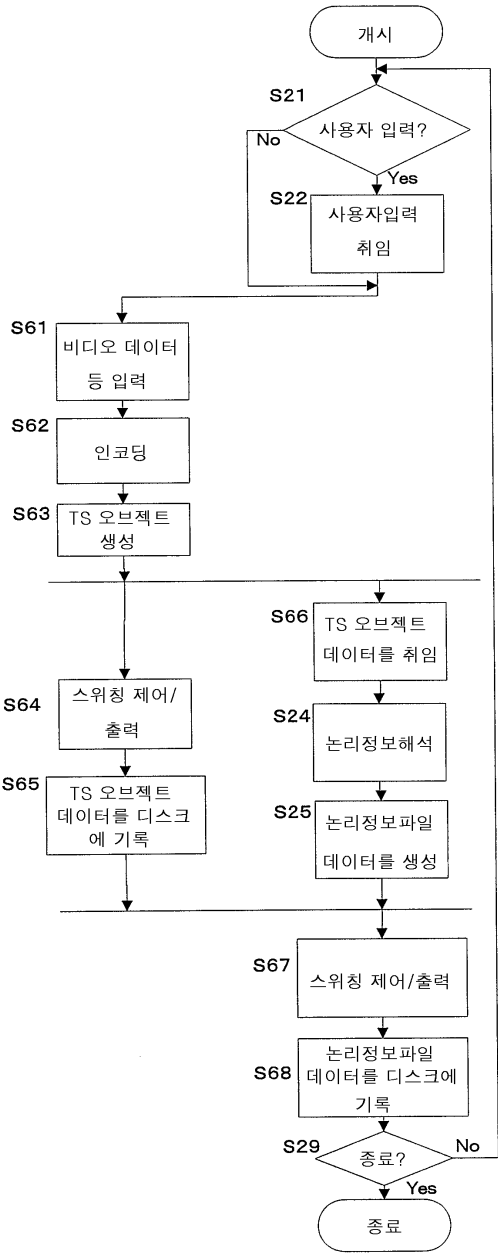 개시
S21
사용자 입력?
No
Yes
S22
사용자입력
취임
S61
비디오 데이터
등 입력
S62
인코딩
S63
TS 오브젝트
생성
S66
TS 오브젝트
데이터를 취임
S64
스위칭 제어/
출력
S24
논리정보해석
S65
TS 오브젝트
데이터를 디스크
에 기록
S25
논리정보파일
데이터를 생성
S67
스위칭 제어/출력
S68
논리정보파일
데이터를 디스크에
기록
S29
종료?
No
Yes
종료